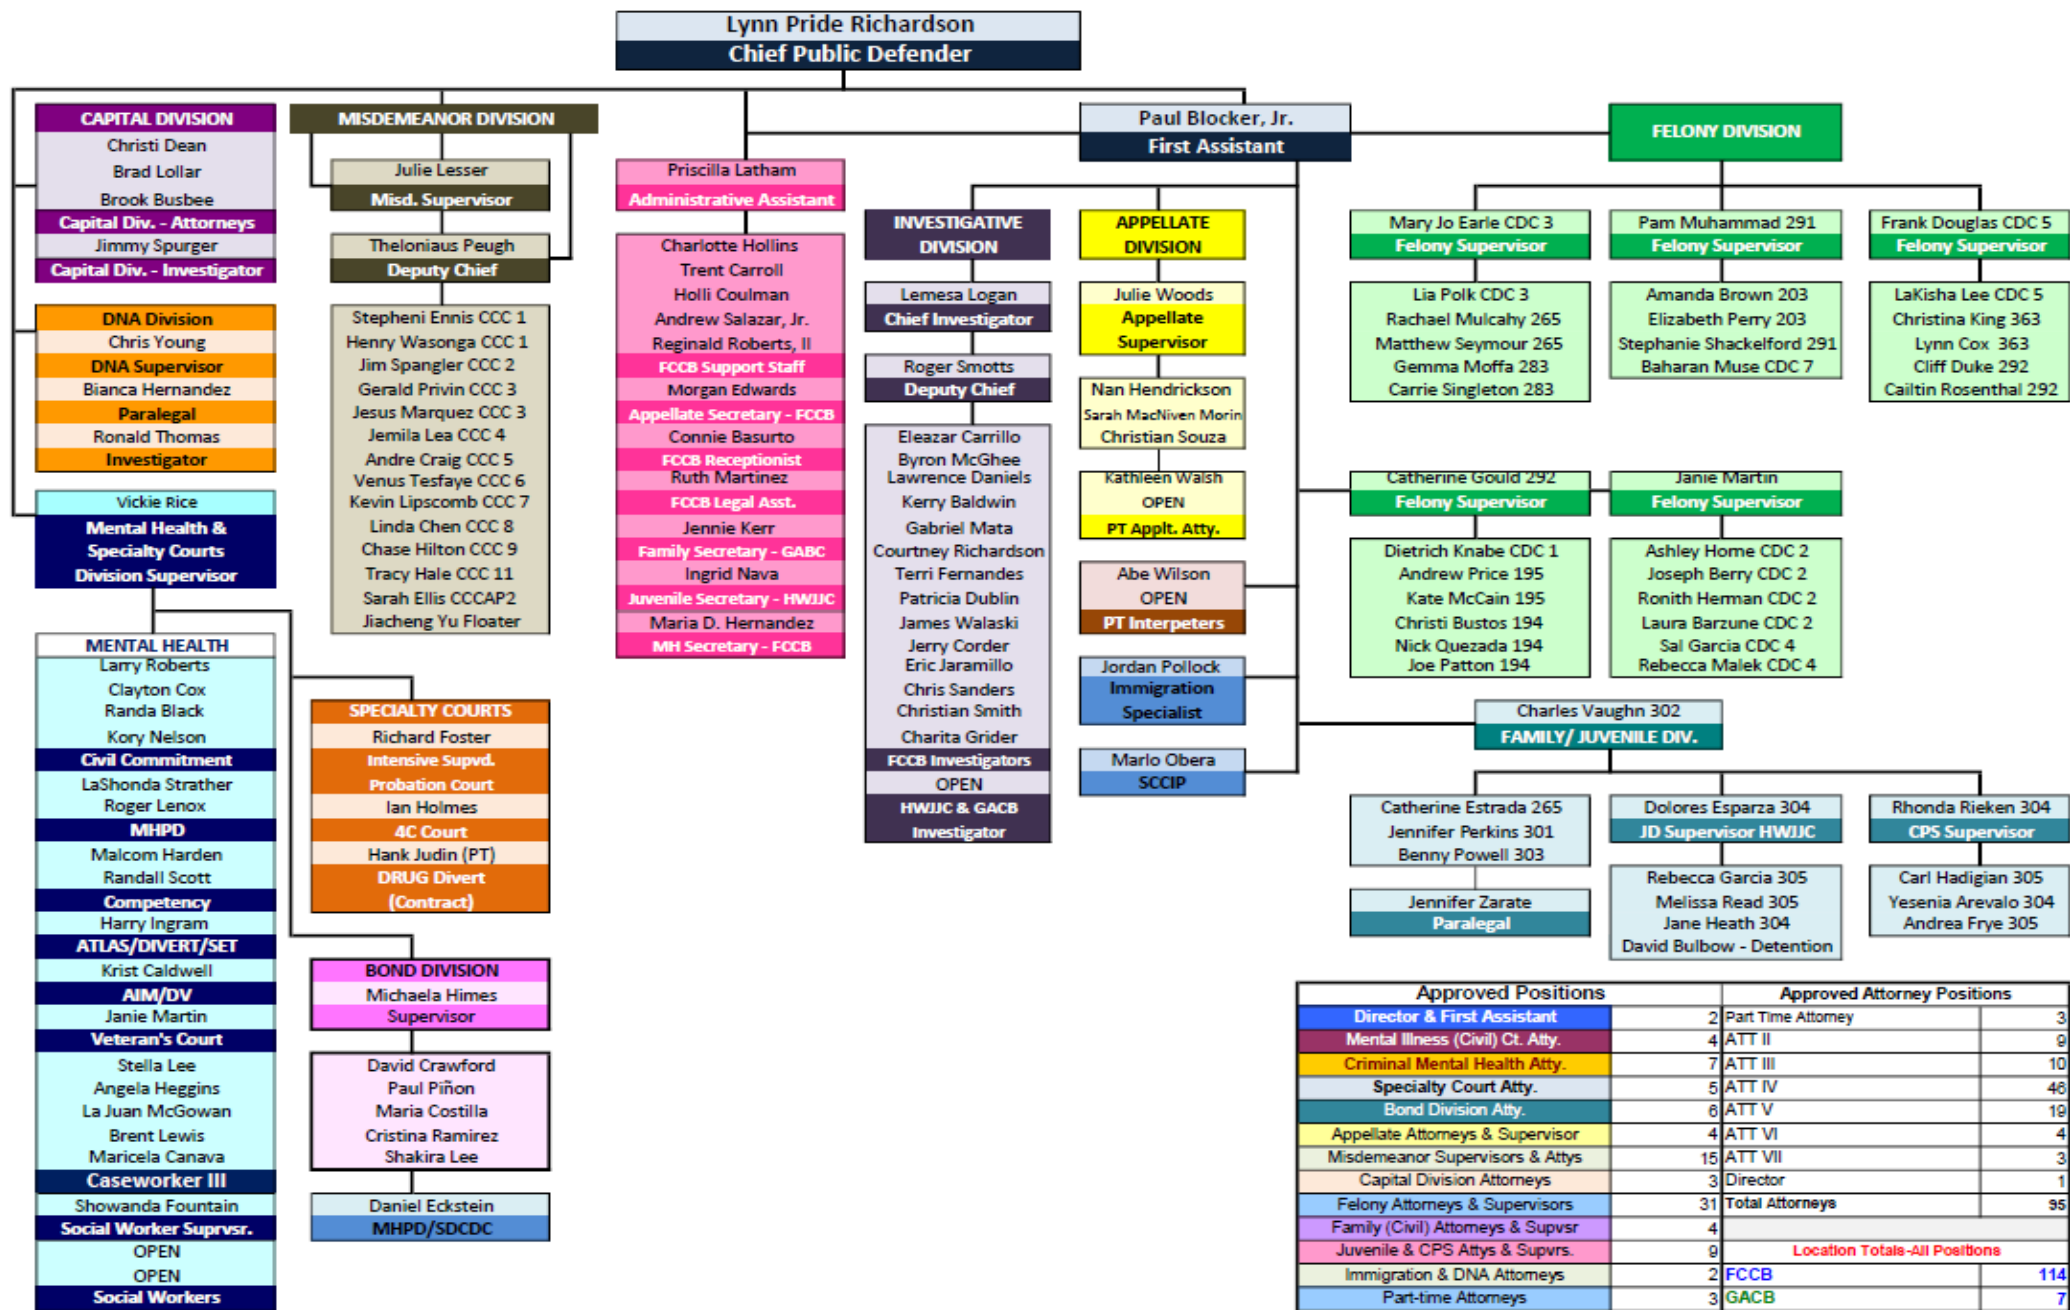 Lynn Pride Richardson
Chief Public Defender
CAPITAL DIVISION
Christi Dean
Brad Lollar
Brook Busbee
Capital Div. - Attorneys
Jimmy Spurger
Capital Div. - Investigator
DNA Division
Chris Young
DNA Supervisor
Bianca Hernandez
Paralegal
Ronald Thomas
Investigator
Vickie Rice
Mental Health &
Specialty Courts
Division Supervisor
MENTAL HEALTH
Larry Roberts
Clayton Cox
Randa Black
Kory Nelson
Civil Commitment
LaShonda Strather
Roger Lenox
MHPD
Malcom Harden
Randall Scott
Competency
Harry Ingram
ATLAS/DIVERT/SET
Krist Caldwell
AIM/DV
Janie Martin
Veteran's Court
Stella Lee
Angela Heggins
La Juan McGowan
Brent Lewis
Maricela Canava
Caseworker III
Showanda Fountain
Social Worker Suprvsr.
OPEN
OPEN
Social Workers
MISDEMEANOR DIVISION
Julie Lesser
Misd. Supervisor
Theloniaus Peugh
Deputy Chief
Stepheni Ennis CCC 1
Henry Wasonga CCC 1
Jim Spangler CCC 2
Gerald Privin CCC 3
Jesus Marquez CCC 3
Jemila Lea CCC 4
Andre Craig CCC 5
Venus Tesfaye CCC 6
Kevin Lipscomb CCC 7
Linda Chen CCC 8
Chase Hilton CCC 9
Tracy Hale CCC 11
Sarah Ellis CCCAP2
Jiacheng Yu Floater
SPECIALTY COURTS
Richard Foster
Intensive Supvd.
Probation Court
Ian Holmes
4C Court
Hank Judin (PT)
DRUG Divert
(Contract)
BOND DIVISION
Michaela Himes
Supervisor
David Crawford
Paul Piñon
Maria Costilla
Cristina Ramirez
Shakira Lee
Daniel Eckstein
MHPD/SDCDC
Priscilla Latham
Administrative Assistant
Charlotte Hollins
Trent Carroll
Holli Coulman
Andrew Salazar, Jr.
Reginald Roberts, II
FCCB Support Staff
Morgan Edwards
Appellate Secretary - FCCB
Connie Basurto
FCCB Receptionist
Ruth Martinez
FCCB Legal Asst.
Jennie Kerr
Family Secretary - GABC
Ingrid Nava
Juvenile Secretary - HWJJC
Maria D. Hernandez
MH Secretary - FCCB
Paul Blocker, Jr.
First Assistant
INVESTIGATIVE
DIVISION
Lemesa Logan
Chief Investigator
Roger Smotts
Deputy Chief
Eleazar Carrillo
Byron McGhee
Lawrence Daniels
Kerry Baldwin
Gabriel Mata
Courtney Richardson
Terri Fernandes
Patricia Dublin
James Walaski
Jerry Corder
Eric Jaramillo
Chris Sanders
Christian Smith
Charita Grider
FCCB Investigators
OPEN
HWJJC & GACB
Investigator
APPELLATE
DIVISION
Julie Woods
Appellate
Supervisor
Nan Hendrickson
Sarah MacNiven Morin
Christian Souza
Kathleen Walsh
OPEN
PT Applt. Atty.
Abe Wilson
OPEN
PT Interpeters
Jordan Pollock
Immigration
Specialist
Marlo Obera
SCCIP
FELONY DIVISION
Mary Jo Earle CDC 3
Felony Supervisor
Lia Polk CDC 3
Rachael Mulcahy 265
Matthew Seymour 265
Gemma Moffa 283
Carrie Singleton 283
Pam Muhammad 291
Felony Supervisor
Amanda Brown 203
Elizabeth Perry 203
Stephanie Shackelford 291
Baharan Muse CDC 7
Frank Douglas CDC 5
Felony Supervisor
LaKisha Lee CDC 5
Christina King 363
Lynn Cox 363
Cliff Duke 292
Cailtin Rosenthal 292
Catherine Gould 292
Felony Supervisor
Dietrich Knabe CDC 1
Andrew Price 195
Kate McCain 195
Christi Bustos 194
Nick Quezada 194
Joe Patton 194
Janie Martin
Felony Supervisor
Ashley Horne CDC 2
Joseph Berry CDC 2
Ronith Herman CDC 2
Laura Barzune CDC 2
Sal Garcia CDC 4
Rebecca Malek CDC 4
Charles Vaughn 302
FAMILY/ JUVENILE DIV.
Catherine Estrada 265
Jennifer Perkins 301
Benny Powell 303
Jennifer Zarate
Paralegal
Dolores Esparza 304
JD Supervisor HWJJC
Rebecca Garcia 305
Melissa Read 305
Jane Heath 304
David Bulbow - Detention
Rhonda Rieken 304
CPS Supervisor
Carl Hadigian 305
Yesenia Arevalo 304
Andrea Frye 305
Approved Positions Approved Attorney Positions
Director & First Assistant 2 Part Time Attorney 3
Mental Illness (Civil) Ct. Atty. 4 ATT II 9
Criminal Mental Health Atty. 7 ATT III 10
Specialty Court Atty. 5 ATT IV 46
Bond Division Atty. 6 ATT V 19
Appellate Attorneys & Supervisor 4 ATT VI 4
Misdemeanor Supervisors & Attys 15 ATT VII 3
Capital Division Attorneys 3 Director 1
Felony Attorneys & Supervisors 31 Total Attorneys 95
Family (Civil) Attorneys & Supvsr 4
Juvenile & CPS Attys & Supvrs. 9 Location Totals-All Positions
Immigration & DNA Attorneys 2 FCCB 114
Part-time Attorneys 3 GACB 7